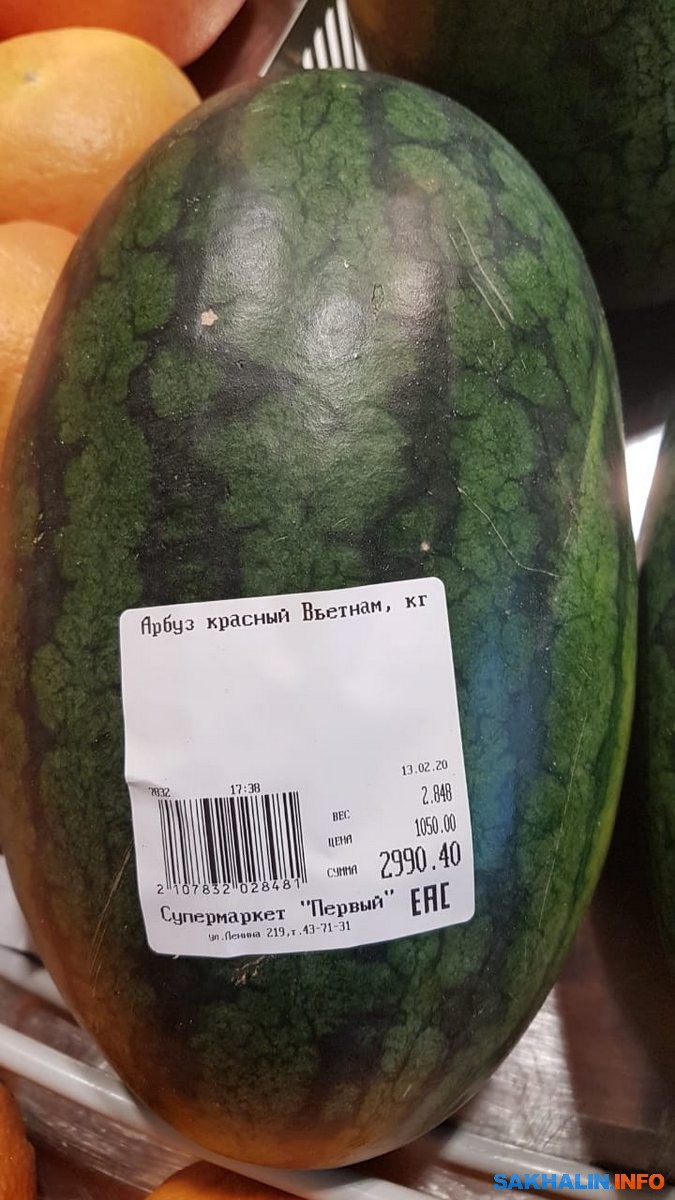 Арбуз красный Вьетнам, кг
13.02.20
7832 17:38
ВЕС 2.848
ЦЕНА 1050.00
СУММА 2990.40
2 107832 028481
Супермаркет "Первый" ЕАС
ул.Ленина 219,т.43-71-31
SAKHALIN.INFO